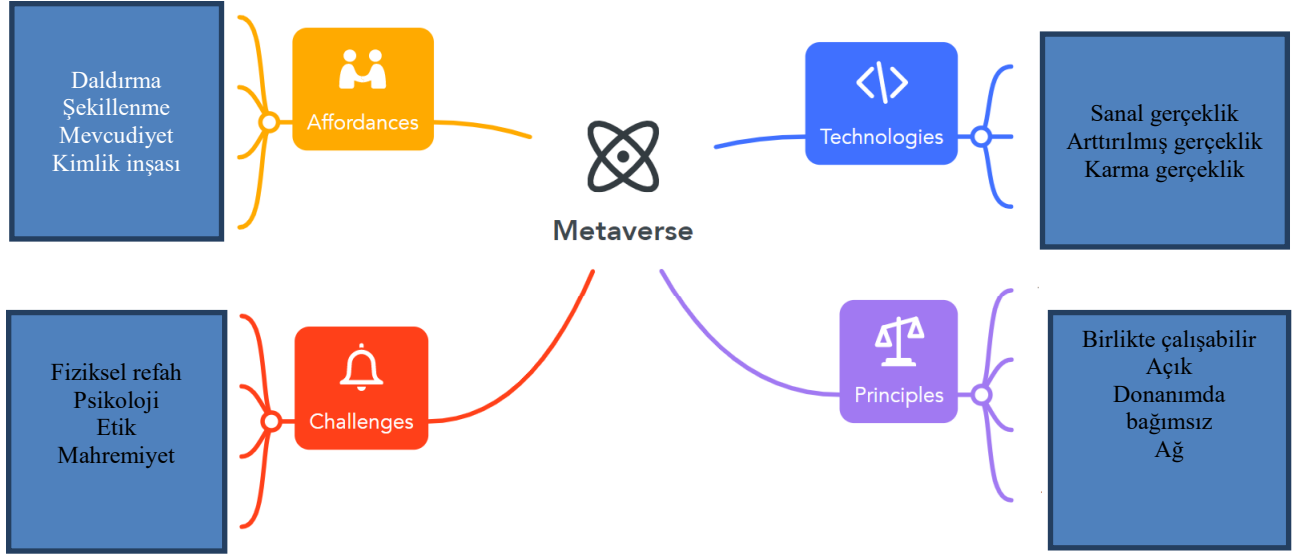 Daldırma
Şekillenme
Mevcudiyet
Kimlik inşası
Affordances
Metaverse
Technologies
Sanal gerçeklik
Arttırılmış gerçeklik
Karma gerçeklik
Fiziksel refah
Psikoloji
Etik
Mahremiyet
Challenges
Principles
Birlikte çalışabilir
Açık
Donanımda
bağımsız
Ağ